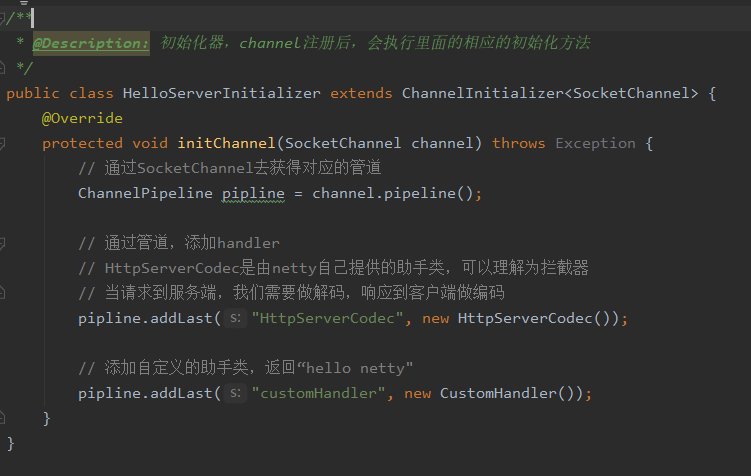 /**
 * @Description: 初始化器，channel注册后，会执行里面的相应的初始化方法
 */
public class HelloServerInitializer extends ChannelInitializer<SocketChannel> {
    @Override
    protected void initChannel(SocketChannel channel) throws Exception {
        // 通过SocketChannel去获得对应的管道
        ChannelPipeline pipline = channel.pipeline();

        // 通过管道，添加handler
        // HttpServerCodec是由netty自己提供的助手类，可以理解为拦截器
        // 当请求到服务端，我们需要做解码，响应到客户端做编码
        pipline.addLast( s: "HttpServerCodec", new HttpServerCodec());

        // 添加自定义的助手类，返回“hello netty"
        pipline.addLast( s: "customHandler", new CustomHandler());
    }
}